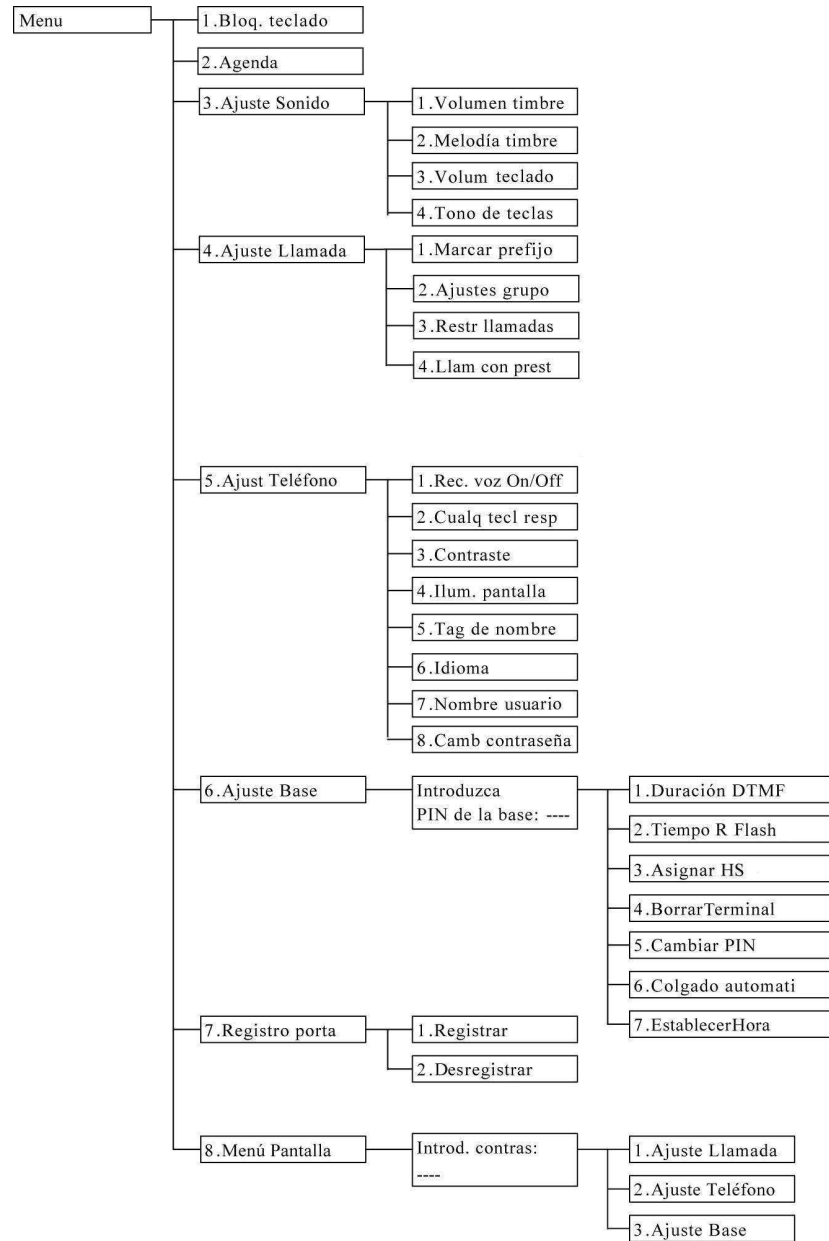 Menu
1.Bloq. teclado
2.Agenda
3.Ajuste Sonido
1.Volumen timbre
2.Melodía timbre
3.Volum teclado
4.Tono de teclas
4.Ajuste Llamada
1.Marcar prefijo
2.Ajustes grupo
3.Restr llamadas
4.Llam con prest
5.Ajust Teléfono
1.Rec. voz On/Off
2.Cualq tecl resp
3.Contraste
4.Ilum. pantalla
5.Tag de nombre
6.Idioma
7.Nombre usuario
8.Camb contraseña
6.Ajuste Base
Introduzca
PIN de la base: ----
1.Duración DTMF
2.Tiempo R Flash
3.Asignar HS
4.BorrarTerminal
5.Cambiar PIN
6.Colgado automati
7.EstablecerHora
7.Registro porta
1.Registrar
2.Desregistrar
8.Menú Pantalla
Introd. contras:
----
1.Ajuste Llamada
2.Ajuste Teléfono
3.Ajuste Base